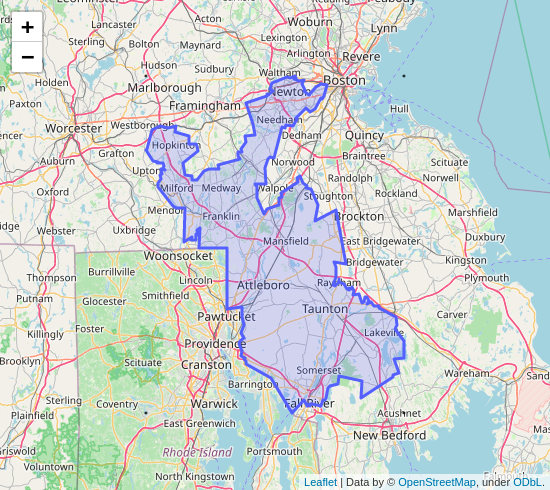 +
−
Woburn
Peabody
Acton
Lexington
Lynn
Sterling
Bolton
Maynard
Arlington
Revere
Hudson
Sudbury
Waltham
Boston
Marlborough
Newton
Paxton
Framingham
Hull
Worcester
Westborough
Needham
Dedham
Quincy
Auburn
Grafton
Hopkinton
Norwood
Braintree
Scituate
Upton
Randolph
Norwell
Oxford
Milford
Medway
Walpole
Stoughton
Rockland
Mendon
Franklin
Brockton
Marshfield
Webster
Uxbridge
Mansfield
East Bridgewater
Duxbury
Woonsocket
Bridgewater
Kingston
Thompson
Burrillville
Lincoln
Attleboro
Raynham
Plymouth
Putnam
Glocester
Smithfield
Taunton
Carver
Killingly
Foster
Pawtucket
Lakeville
Providence
Brooklyn
Scituate
Cranston
Somerset
Wareham
Barrington
Sterling
Coventry
Warwick
Fall River
Acushnet
Plainfield
East Greenwich
New Bedford
Portsmouth
Rhode Island
Voluntown
North Kingstown
Leaflet | Data by © OpenStreetMap, under ODbL.